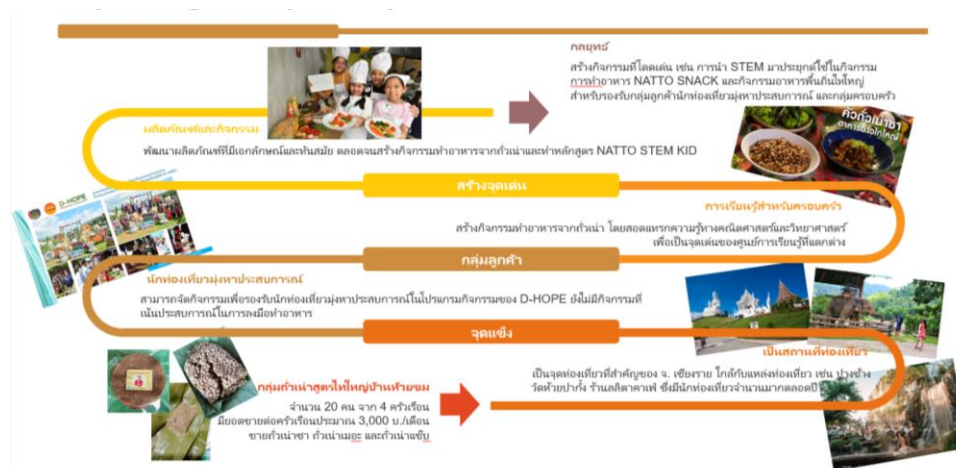 กลยุทธ์
สร้างกิจกรรมที่โดดเด่น เช่น การนำ STEM มาประยุกต์ใช้ในกิจกรรม
การทำอาหาร NATTO SNACK และกิจกรรมอาหารพื้นถิ่นไทใหญ่
สำหรับรองรับกลุ่มลูกค้านักท่องเที่ยวมุ่งหาประสบการณ์ และกลุ่มครอบครัว
ผลิตภัณฑ์และกิจกรรม
พัฒนาผลิตภัณฑ์ที่มีเอกลักษณ์และทันสมัย ตลอดจนสร้างกิจกรรมทำอาหารจากถั่วเน่าและทำหลักสูตร NATTO STEM KID
คั่วถั่วเน่าซา
อาหารชาวไทใหญ่
สร้างจุดเด่น
D-HOPE
การเรียนรู้สำหรับครอบครัว
สร้างกิจกรรมทำอาหารจากถั่วเน่า โดยสอดแทรกความรู้ทางคณิตศาสตร์และวิทยาศาสตร์
เพื่อเป็นจุดเด่นของศูนย์การเรียนรู้ที่แตกต่าง
กลุ่มลูกค้า
นักท่องเที่ยวมุ่งหาประสบการณ์
สามารถจัดกิจกรรมเพื่อรองรับนักท่องเที่ยวมุ่งหาประสบการณ์ในโปรแกรมกิจกรรมของ D-HOPE ยังไม่มีกิจกรรมที่
เน้นประสบการณ์ในการลงมือทำอาหาร
จุดแข็ง
เป็นสถานที่ท่องเที่ยว
เป็นจุดท่องเที่ยวที่สำคัญของ จ. เชียงราย ใกล้กับแหล่งท่องเที่ยว เช่น ปางช้าง
วัดห้วยปลากั้ง ร้านลลิตาคาเฟ่ ซึ่งมีนักท่องเที่ยวจำนวนมากตลอดปี
กลุ่มถั่วเน่าสูตรไทใหญ่บ้านห้วยขม
จำนวน 20 คน จาก 4 ครัวเรือน
มียอดขายต่อครัวเรือนประมาณ 3,000 บ./เดือน
ขายถั่วเน่าซา ถั่วเน่าเมอะ และถั่วเน่าแข็บ